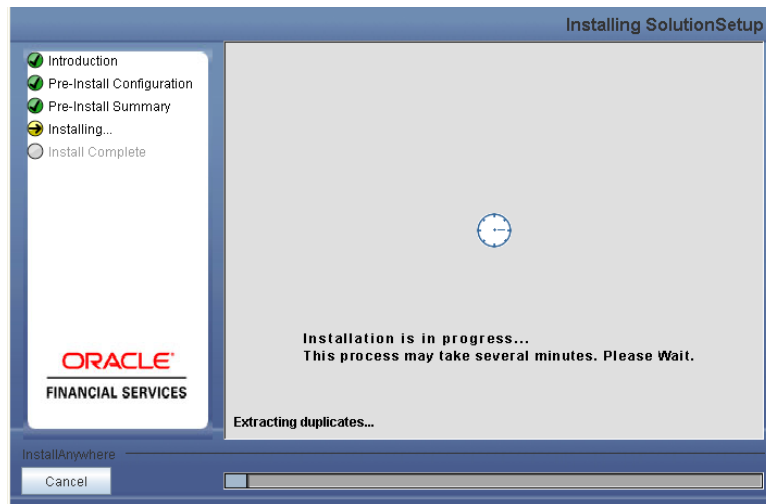 Installing SolutionSetup
Introduction
Pre-Install Configuration
Pre-Install Summary
Installing...
Install Complete
Installation is in progress...
This process may take several minutes. Please Wait.
ORACLE
FINANCIAL SERVICES
Extracting duplicates...
InstallAnywhere
Cancel